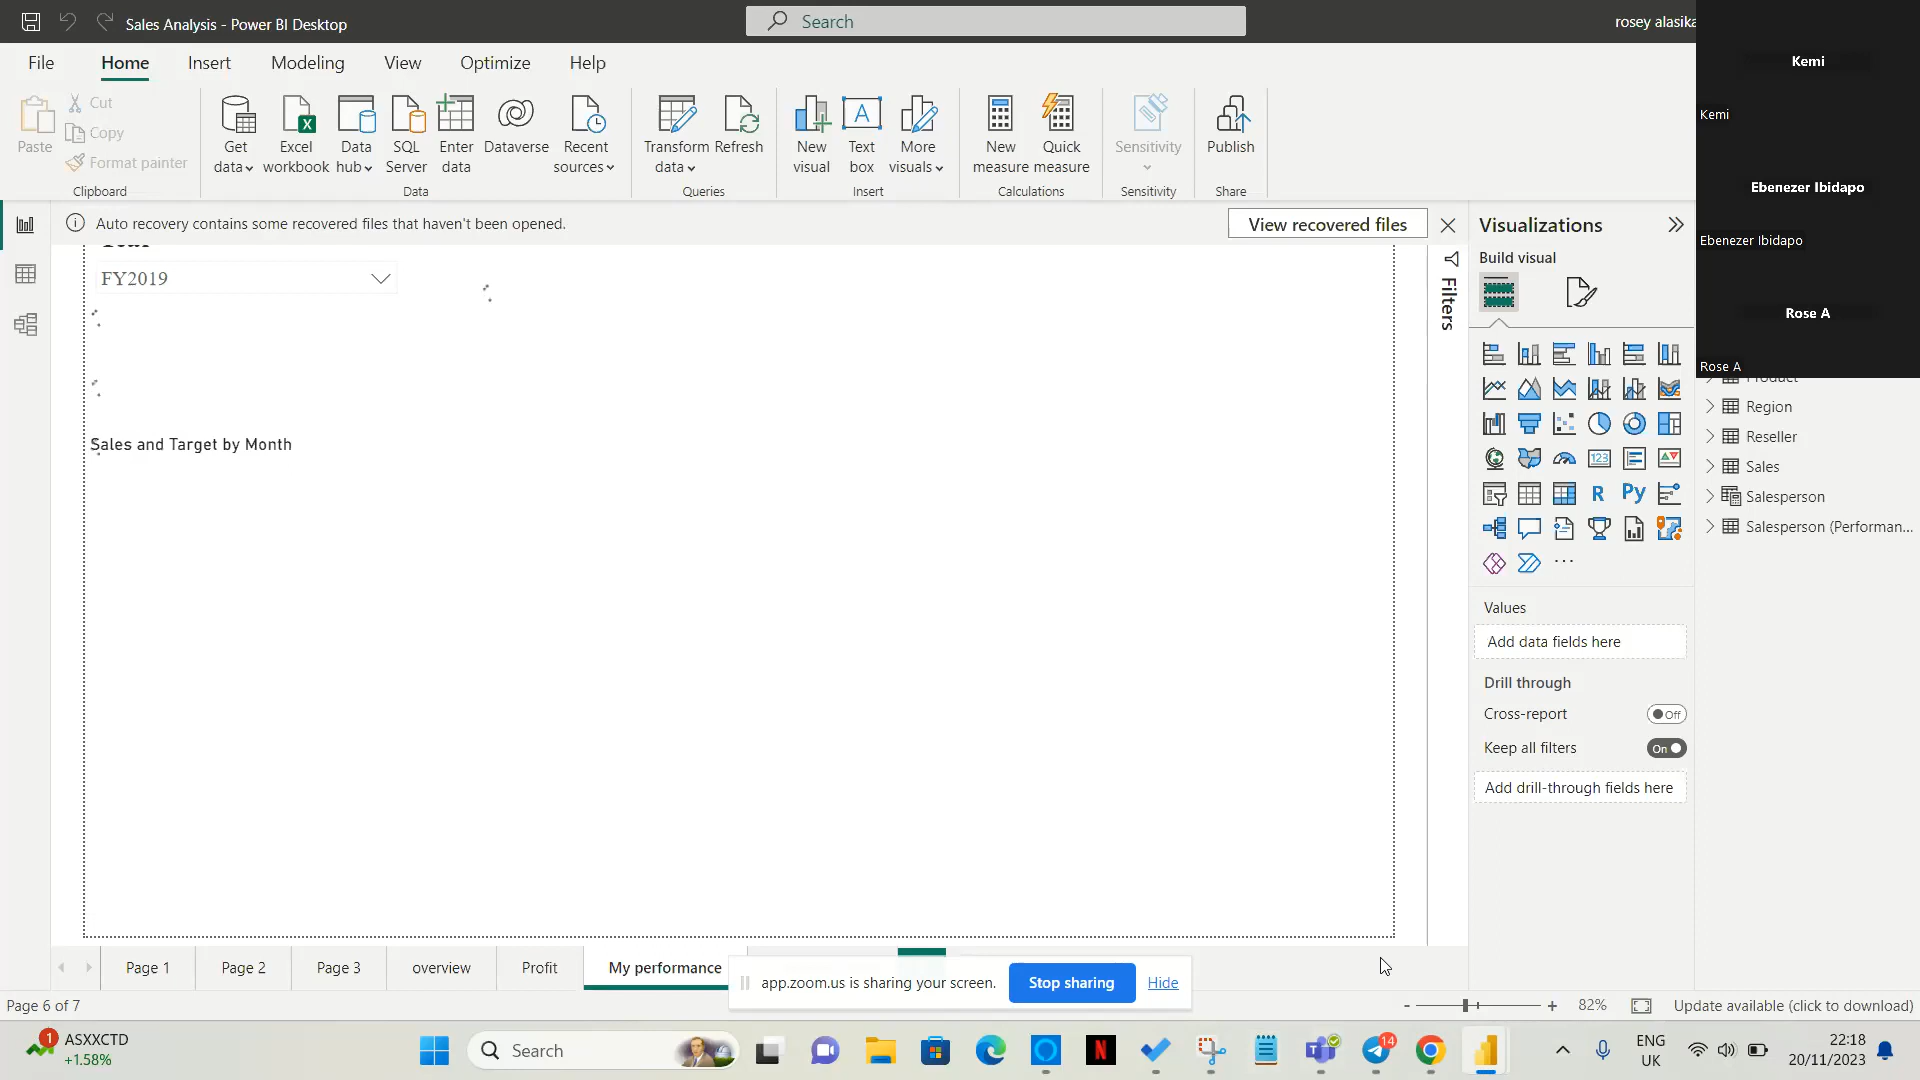 Sales Analysis - Power BI Desktop
Search
rosey alasika
File
Home
Insert
Modeling
View
Optimize
Help
Paste
Cut
Copy
Format painter
Clipboard
Get data
Excel workbook
Data hub
SQL Server
Enter data
Dataverse
Recent sources
Data
Transform data
Refresh
Queries
New visual
Text box
More visuals
Insert
New measure
Quick measure
Calculations
Sensitivity
Sensitivity
Publish
Share
Auto recovery contains some recovered files that haven't been opened.
View recovered files
FY2019
Sales and Target by Month
Filters
Visualizations
Build visual
123
R
Py
Values
Add data fields here
Drill through
Cross-report
Off
Keep all filters
On
Add drill-through fields here
Kemi
Kemi
Ebenezer Ibidapo
Ebenezer Ibidapo
Rose A
Rose A
Product
Region
Reseller
Sales
Salesperson
Salesperson (Performan...
Page 1
Page 2
Page 3
overview
Profit
My performance
app.zoom.us is sharing your screen.
Stop sharing
Hide
Page 6 of 7
- + 82%
Update available (click to download)
1
ASXXCTD
+1.58%
Search
N
14
ENG
UK
22:18
20/11/2023